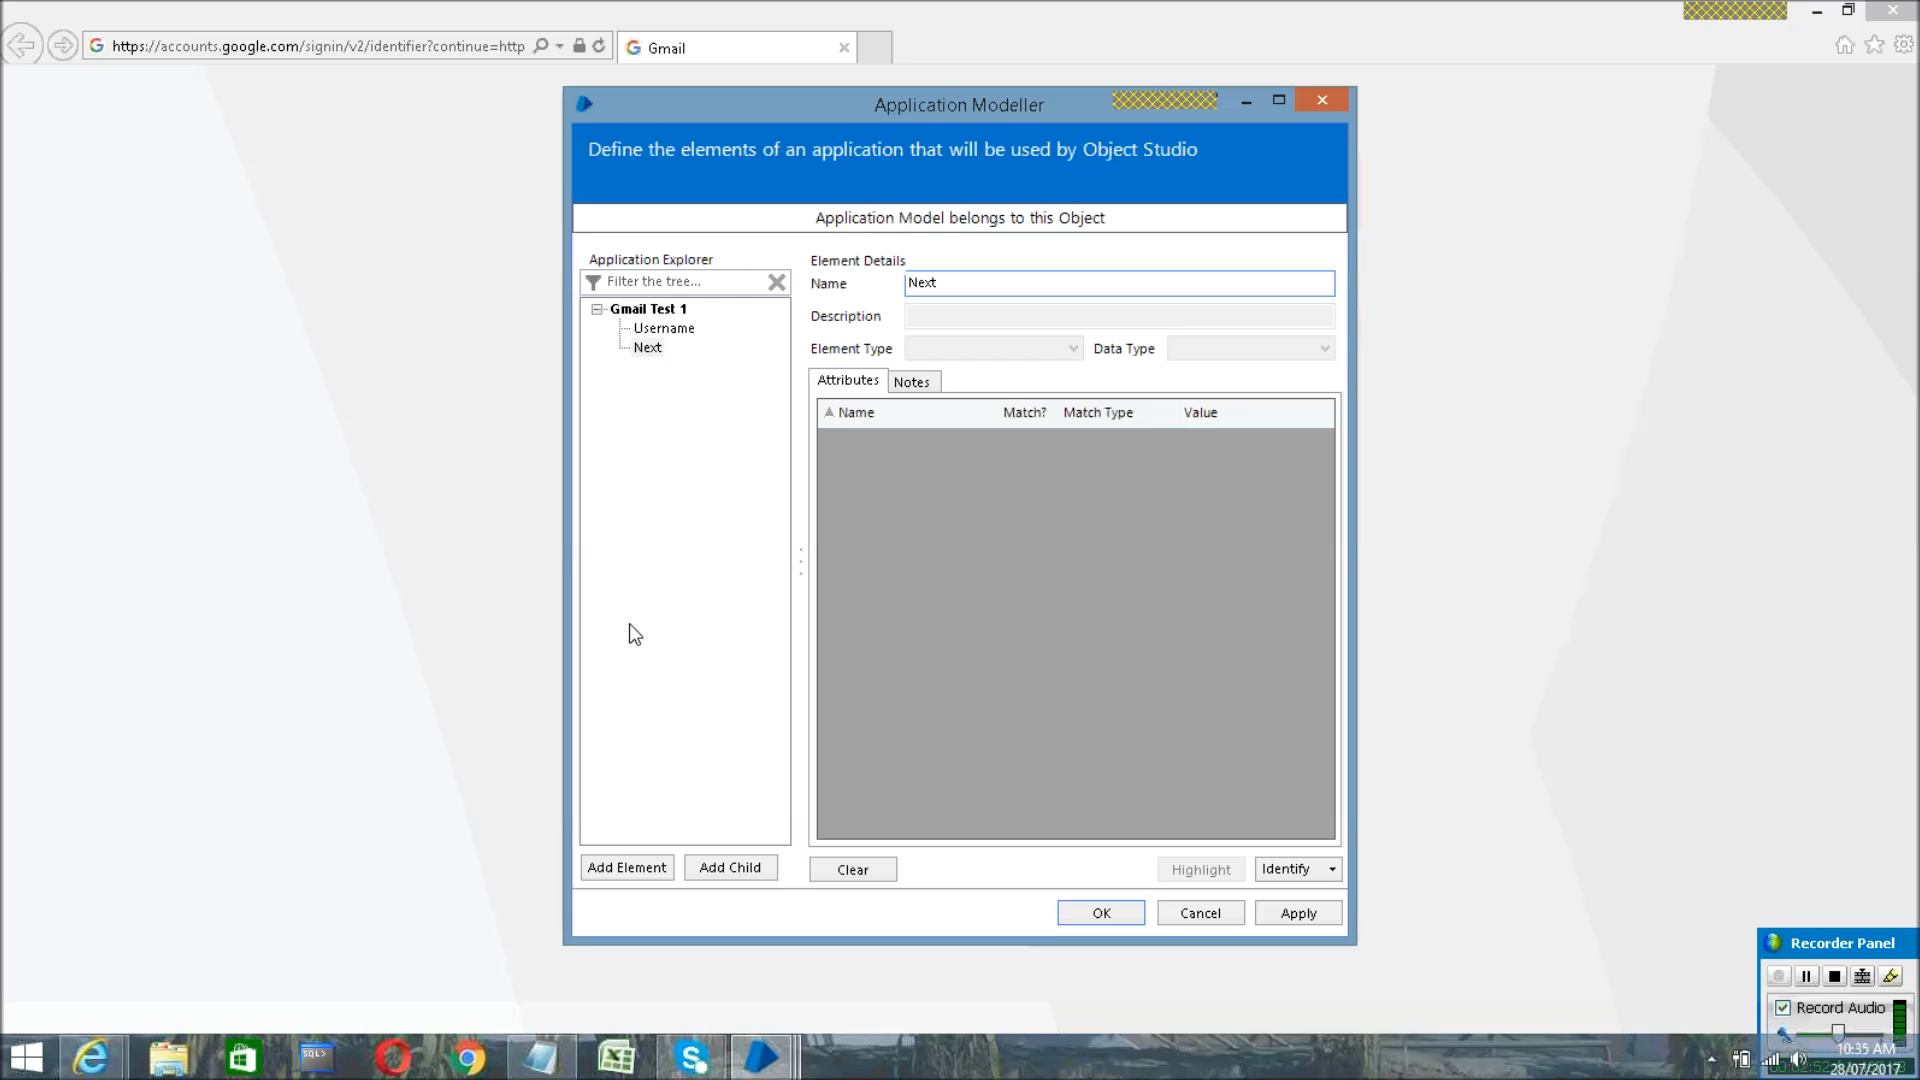 https://accounts.google.com/signin/v2/identifier?continue=http
Gmail
Application Modeller
Define the elements of an application that will be used by Object Studio
Application Model belongs to this Object
Application Explorer
Filter the tree...
Gmail Test 1
Username
Next
Element Details
Name
Next
Description
Element Type
Data Type
Attributes
Notes
Name Match? Match Type Value
Add Element
Add Child
Clear
Highlight
Identify
OK
Cancel
Apply
Recorder Panel
Record Audio
SQL>
10:35 AM
28/07/2017